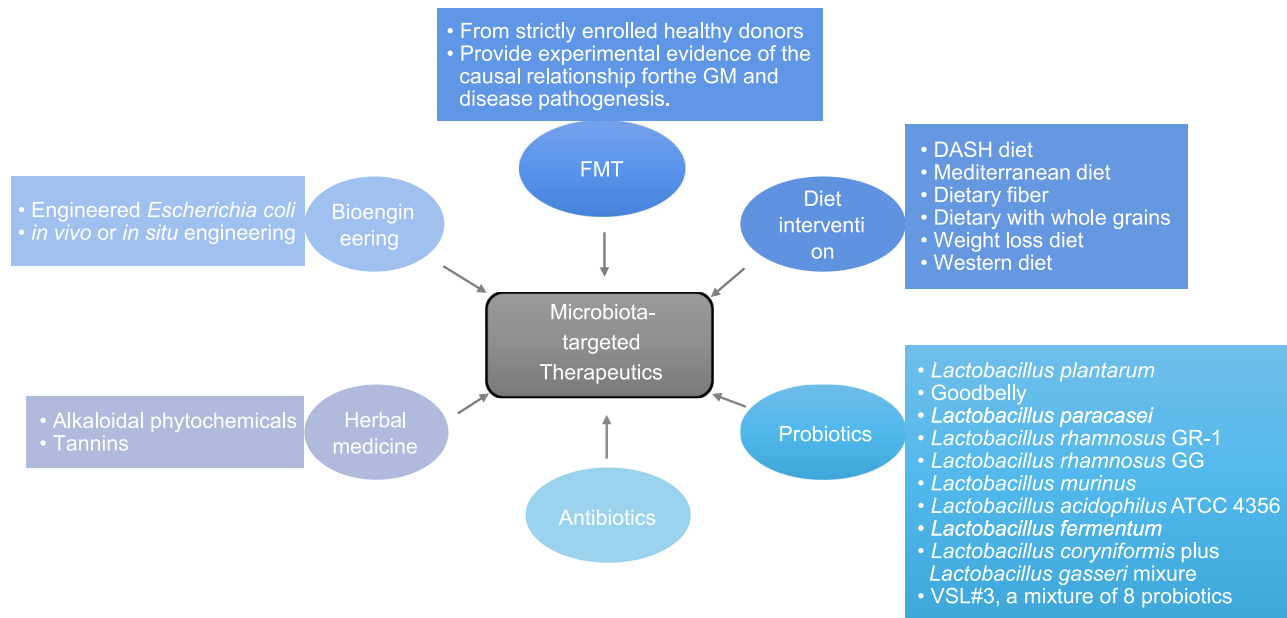 • From strictly enrolled healthy donors
• Provide experimental evidence of the
causal relationship forthe GM and
disease pathogenesis.
FMT
• DASH diet
• Mediterranean diet
• Dietary fiber
• Dietary with whole grains
• Weight loss diet
• Western diet
Diet
interventi
on
• Engineered Escherichia coli
• in vivo or in situ engineering
Bioengin
eering
Microbiota-
targeted
Therapeutics
• Alkaloidal phytochemicals
• Tannins
Herbal
medicine
Antibiotics
Probiotics
• Lactobacillus plantarum
• Goodbelly
• Lactobacillus paracasei
• Lactobacillus rhamnosus GR-1
• Lactobacillus rhamnosus GG
• Lactobacillus murinus
• Lactobacillus acidophilus ATCC 4356
• Lactobacillus fermentum
• Lactobacillus coryniformis plus
Lactobacillus gasseri mixure
• VSL#3, a mixture of 8 probiotics